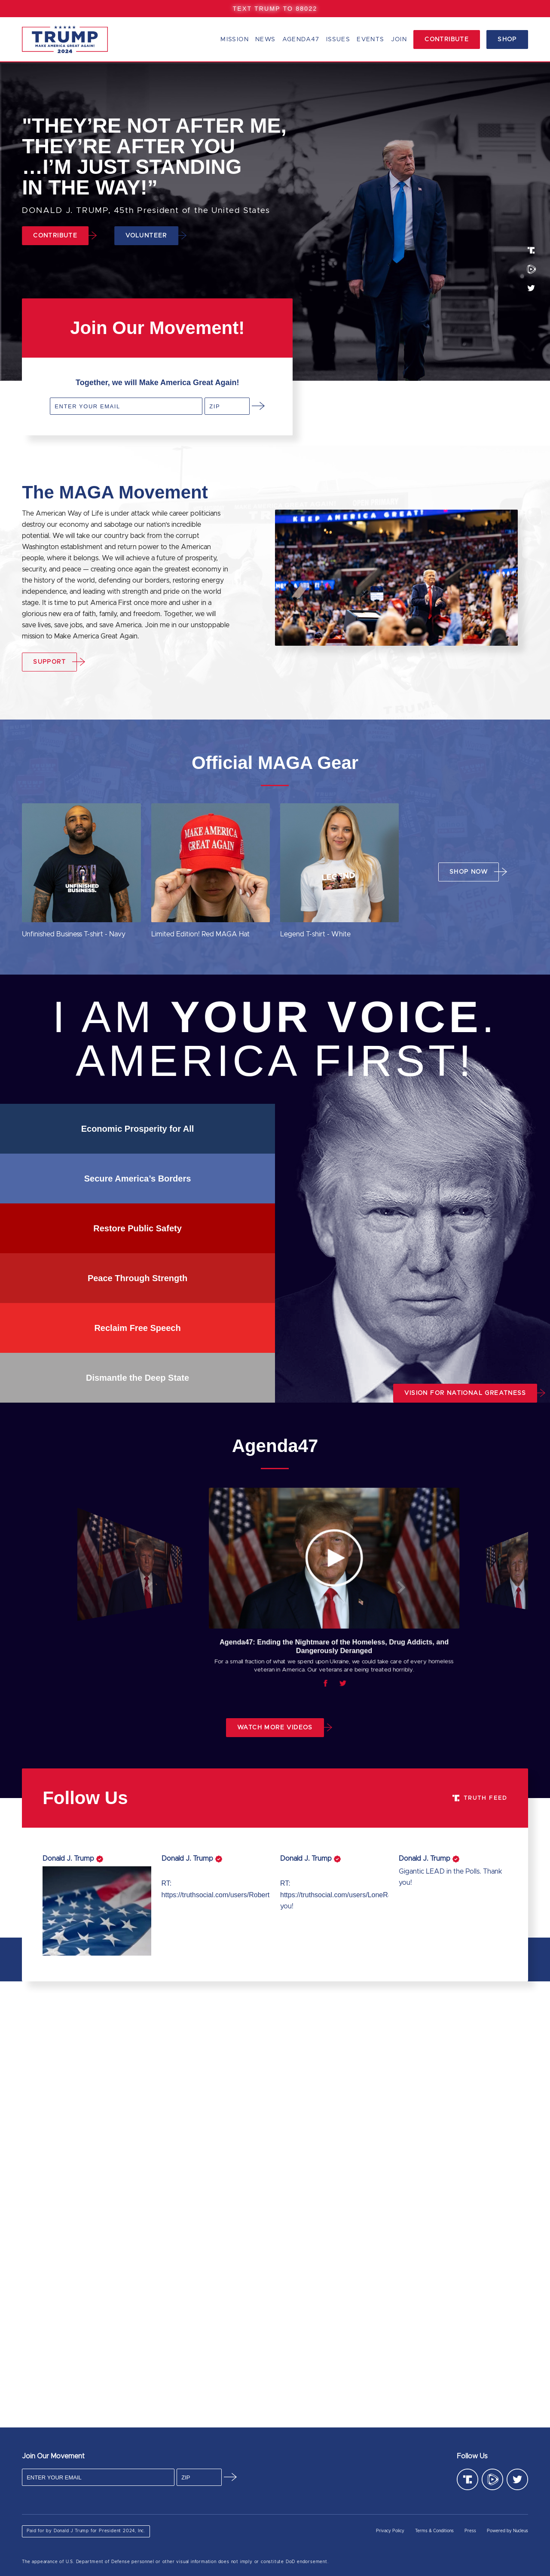 TEXT TRUMP TO 88022
TRUMP
MAKE AMERICA GREAT AGAIN!
2024
MISSION NEWS AGENDA47 ISSUES EVENTS JOIN CONTRIBUTE SHOP
"THEY’RE NOT AFTER ME,
THEY’RE AFTER YOU
…I’M JUST STANDING
IN THE WAY!”
DONALD J. TRUMP, 45th President of the United States
CONTRIBUTE VOLUNTEER
Join Our Movement!
Together, we will Make America Great Again!
ENTER YOUR EMAIL ZIP
The MAGA Movement
The American Way of Life is under attack while career politicians
destroy our economy and sabotage our nation's incredible
potential. We will take our country back from the corrupt
Washington establishment and return power to the American
people, where it belongs. We will achieve a future of prosperity,
security, and peace — creating once again the greatest economy in
the history of the world, defending our borders, restoring energy
independence, and leading with strength and pride on the world
stage. It is time to put America First once more and usher in a
glorious new era of faith, family, and freedom. Together, we will
save lives, save jobs, and save America. Join me in our unstoppable
mission to Make America Great Again.
KEEP AMERICA GREAT!
SUPPORT
TRUMP
Official MAGA Gear
UNFINISHED
BUSINESS.
MAKE AMERICA
GREAT AGAIN
SHOP NOW
Unfinished Business T-shirt - Navy
Limited Edition! Red MAGA Hat
Legend T-shirt - White
I AM YOUR VOICE.
AMERICA FIRST!
Economic Prosperity for All
Secure America’s Borders
Restore Public Safety
Peace Through Strength
Reclaim Free Speech
Dismantle the Deep State
VISION FOR NATIONAL GREATNESS
Agenda47
Agenda47: Ending the Nightmare of the Homeless, Drug Addicts, and
Dangerously Deranged
For a small fraction of what we spend upon Ukraine, we could take care of every homeless
veteran in America. Our veterans are being treated horribly.
WATCH MORE VIDEOS
Follow Us
TRUTH FEED
Donald J. Trump
Donald J. Trump
RT:
https://truthsocial.com/users/Robert
Donald J. Trump
RT:
https://truthsocial.com/users/LoneR
you!
Donald J. Trump
Gigantic LEAD in the Polls. Thank
you!
Join Our Movement
ENTER YOUR EMAIL ZIP
Follow Us
Paid for by Donald J Trump for President 2024, Inc.
Privacy Policy Terms & Conditions Press Powered by Nucleus
The appearance of U.S. Department of Defense personnel or other visual information does not imply or constitute DoD endorsement.